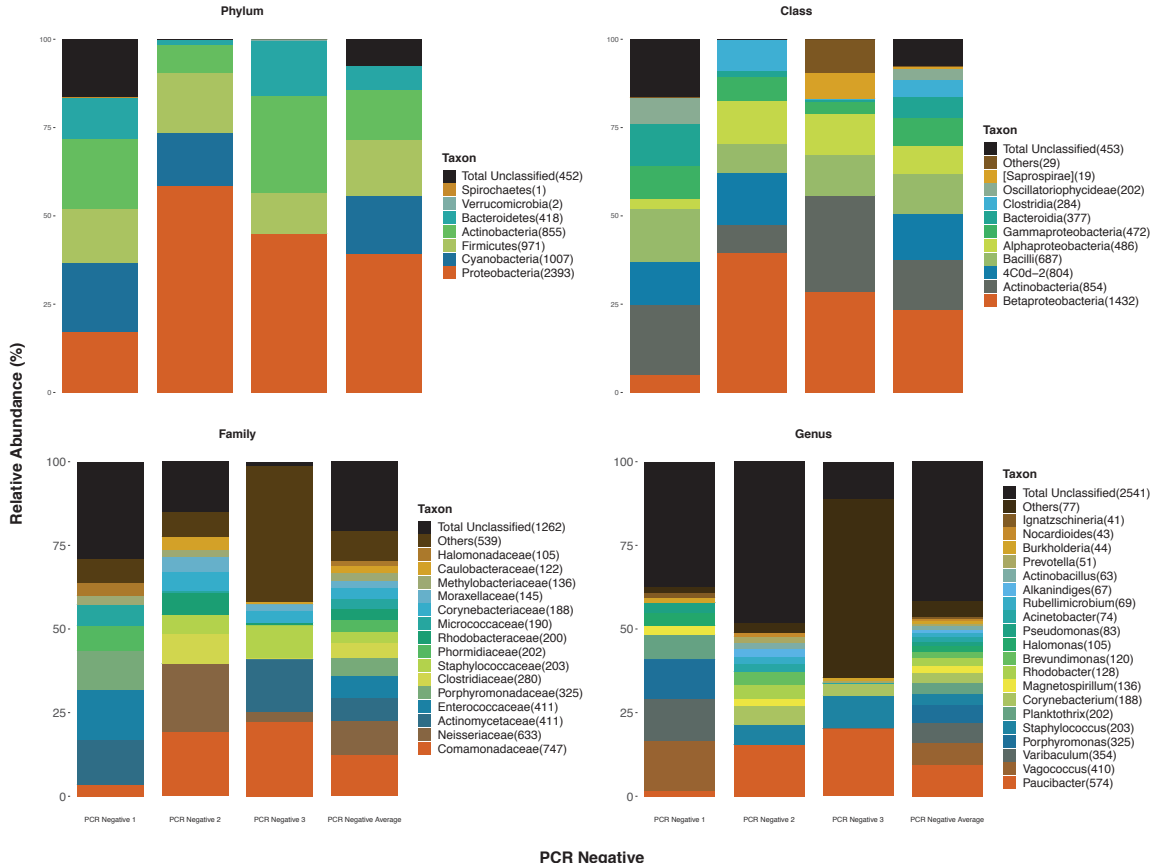 Phylum
100
75
50
25
0
Taxon
Total Unclassified(452)
Spirochaetes(1)
Verrucomicrobia(2)
Bacteroidetes(418)
Actinobacteria(855)
Firmicutes(971)
Cyanobacteria(1007)
Proteobacteria(2393)
Class
100
75
50
25
0
Taxon
Total Unclassified(453)
Others(29)
[Saprospirae](19)
Oscillatoriophycideae(202)
Clostridia(284)
Bacteroidia(377)
Gammaproteobacteria(472)
Alphaproteobacteria(486)
Bacilli(687)
4C0d-2(804)
Actinobacteria(854)
Betaproteobacteria(1432)
Relative Abundance (%)
Family
100
75
50
25
0
PCR Negative 1
PCR Negative 2
PCR Negative 3
PCR Negative Average
Taxon
Total Unclassified(1262)
Others(539)
Halomonadaceae(105)
Caulobacteraceae(122)
Methylobacteriaceae(136)
Moraxellaceae(145)
Corynebacteriaceae(188)
Micrococcaceae(190)
Rhodobacteraceae(200)
Phormidiaceae(202)
Staphylococcaceae(203)
Clostridiaceae(280)
Porphyromonadaceae(325)
Enterococcaceae(411)
Actinomycetaceae(411)
Neisseriaceae(633)
Comamonadaceae(747)
Genus
100
75
50
25
0
PCR Negative 1
PCR Negative 2
PCR Negative 3
PCR Negative Average
Taxon
Total Unclassified(2541)
Others(77)
Ignatzschineria(41)
Nocardioides(43)
Burkholderia(44)
Prevotella(51)
Actinobacillus(63)
Alkanindiges(67)
Rubellimicrobium(69)
Acinetobacter(74)
Pseudomonas(83)
Halomonas(105)
Brevundimonas(120)
Rhodobacter(128)
Magnetospirillum(136)
Corynebacterium(188)
Planktothrix(202)
Staphylococcus(203)
Porphyromonas(325)
Varibaculum(354)
Vagococcus(410)
Paucibacter(574)
PCR Negative